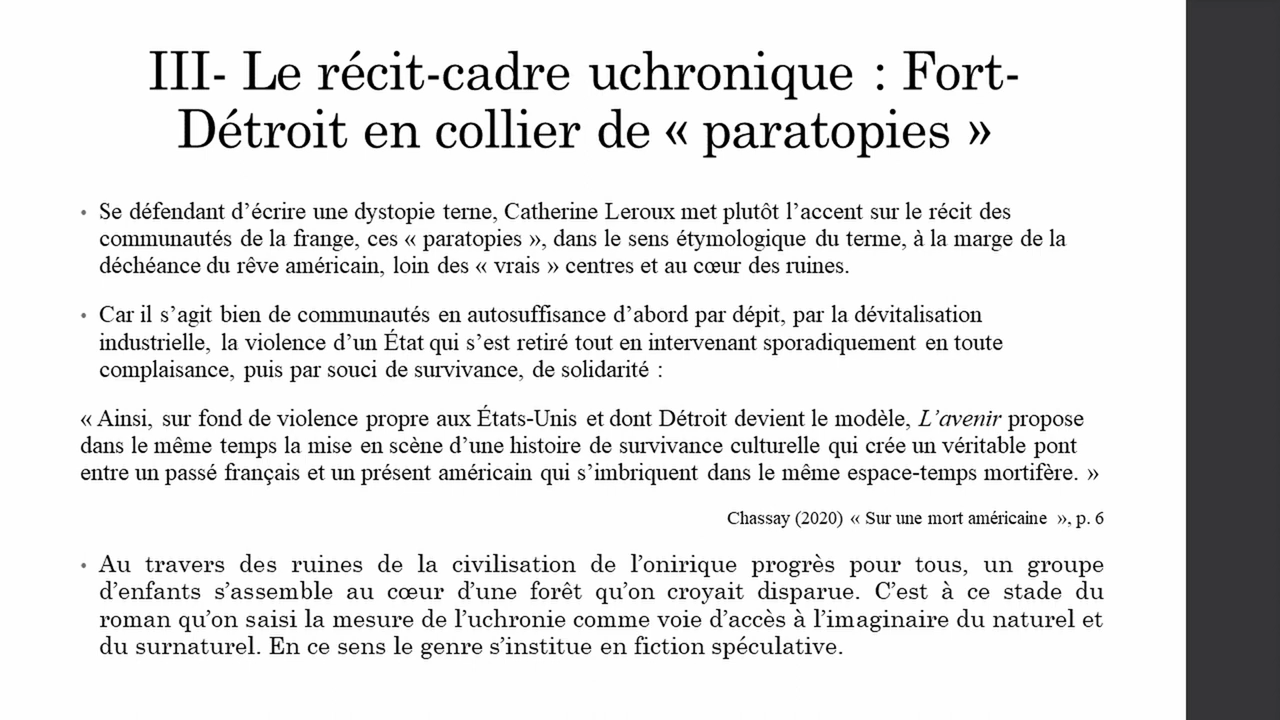 III- Le récit-cadre uchronique : Fort-
Détroit en collier de « paratopies »
• Se défendant d’écrire une dystopie terne, Catherine Leroux met plutôt l’accent sur le récit des
communautés de la frange, ces « paratopies », dans le sens étymologique du terme, à la marge de la
déchéance du rêve américain, loin des « vrais » centres et au cœur des ruines.
• Car il s’agit bien de communautés en autosuffisance d’abord par dépit, par la dévitalisation
industrielle, la violence d’un État qui s’est retiré tout en intervenant sporadiquement en toute
complaisance, puis par souci de survivance, de solidarité :
« Ainsi, sur fond de violence propre aux États-Unis et dont Détroit devient le modèle, L’avenir propose
dans le même temps la mise en scène d’une histoire de survivance culturelle qui crée un véritable pont
entre un passé français et un présent américain qui s’imbriquent dans le même espace-temps mortifère. »
Chassay (2020) « Sur une mort américaine », p. 6
• Au travers des ruines de la civilisation de l’onirique progrès pour tous, un groupe
d’enfants s’assemble au cœur d’une forêt qu’on croyait disparue. C’est à ce stade du
roman qu’on saisi la mesure de l’uchronie comme voie d’accès à l’imaginaire du naturel et
du surnaturel. En ce sens le genre s’institue en fiction spéculative.